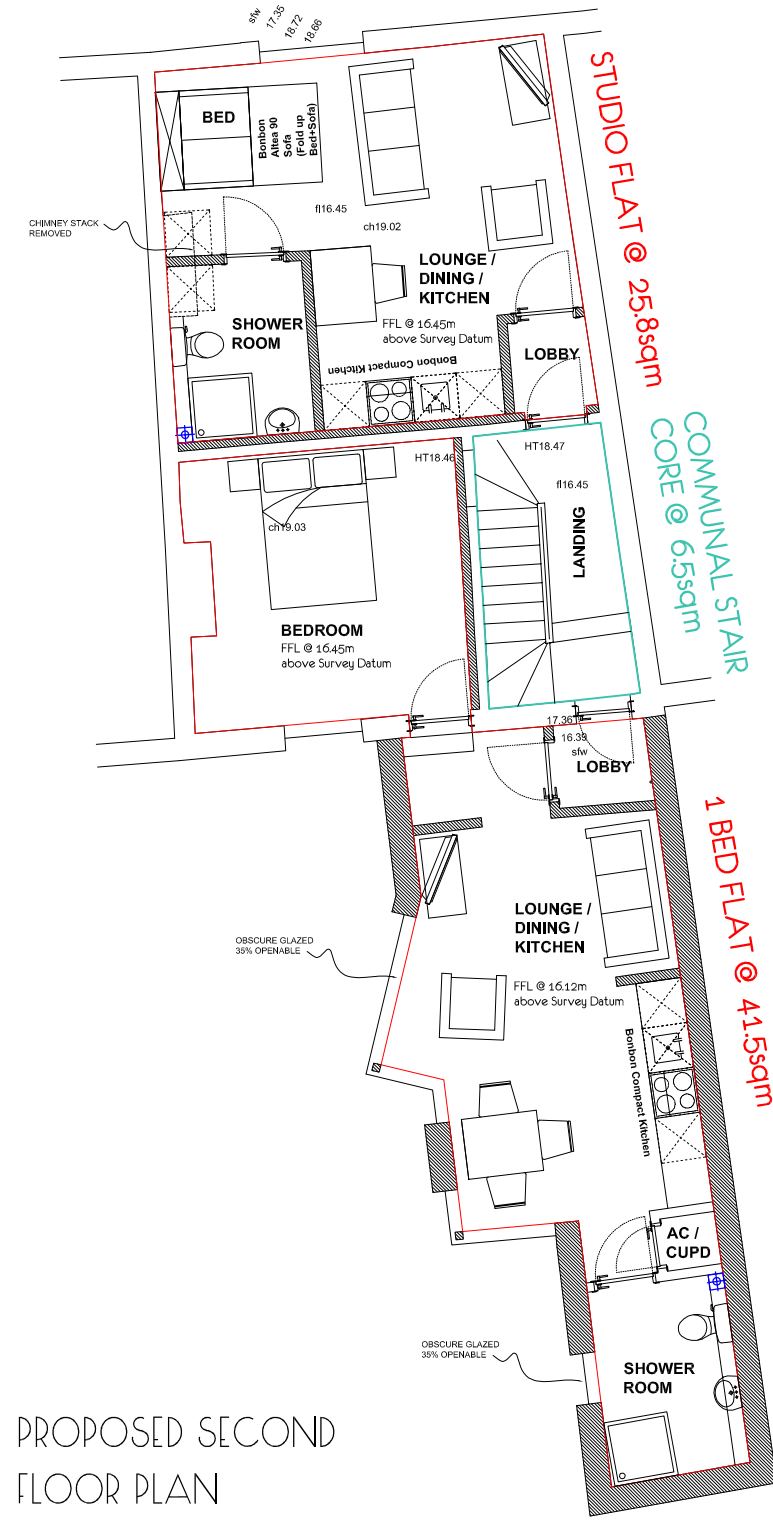 sfw
17.35
18.72
18.66
BED
Bonbon
Altea 90
Sofa
(Fold up
Bed+Sofa)
STUDIO FLAT @ 25.8sqm
CHIMNEY STACK
REMOVED
fl16.45
ch19.02
LOUNGE /
DINING /
KITCHEN
FFL @ 16.45m
above Survey Datum
SHOWER
ROOM
Bonbon Compact Kitchen
LOBBY
HT18.46
HT18.47
fl16.45
COMMUNAL STAIR
CORE @ 6.5sqm
ch19.03
LANDING
BEDROOM
FFL @ 16.45m
above Survey Datum
17.36
16.39
sfw
LOBBY
1 BED FLAT @ 41.5sqm
LOUNGE /
DINING /
KITCHEN
OBSCURE GLAZED
35% OPENABLE
FFL @ 16.12m
above Survey Datum
Bonbon Compact Kitchen
AC /
CUPD
OBSCURE GLAZED
35% OPENABLE
SHOWER
ROOM
PROPOSED SECOND
FLOOR PLAN